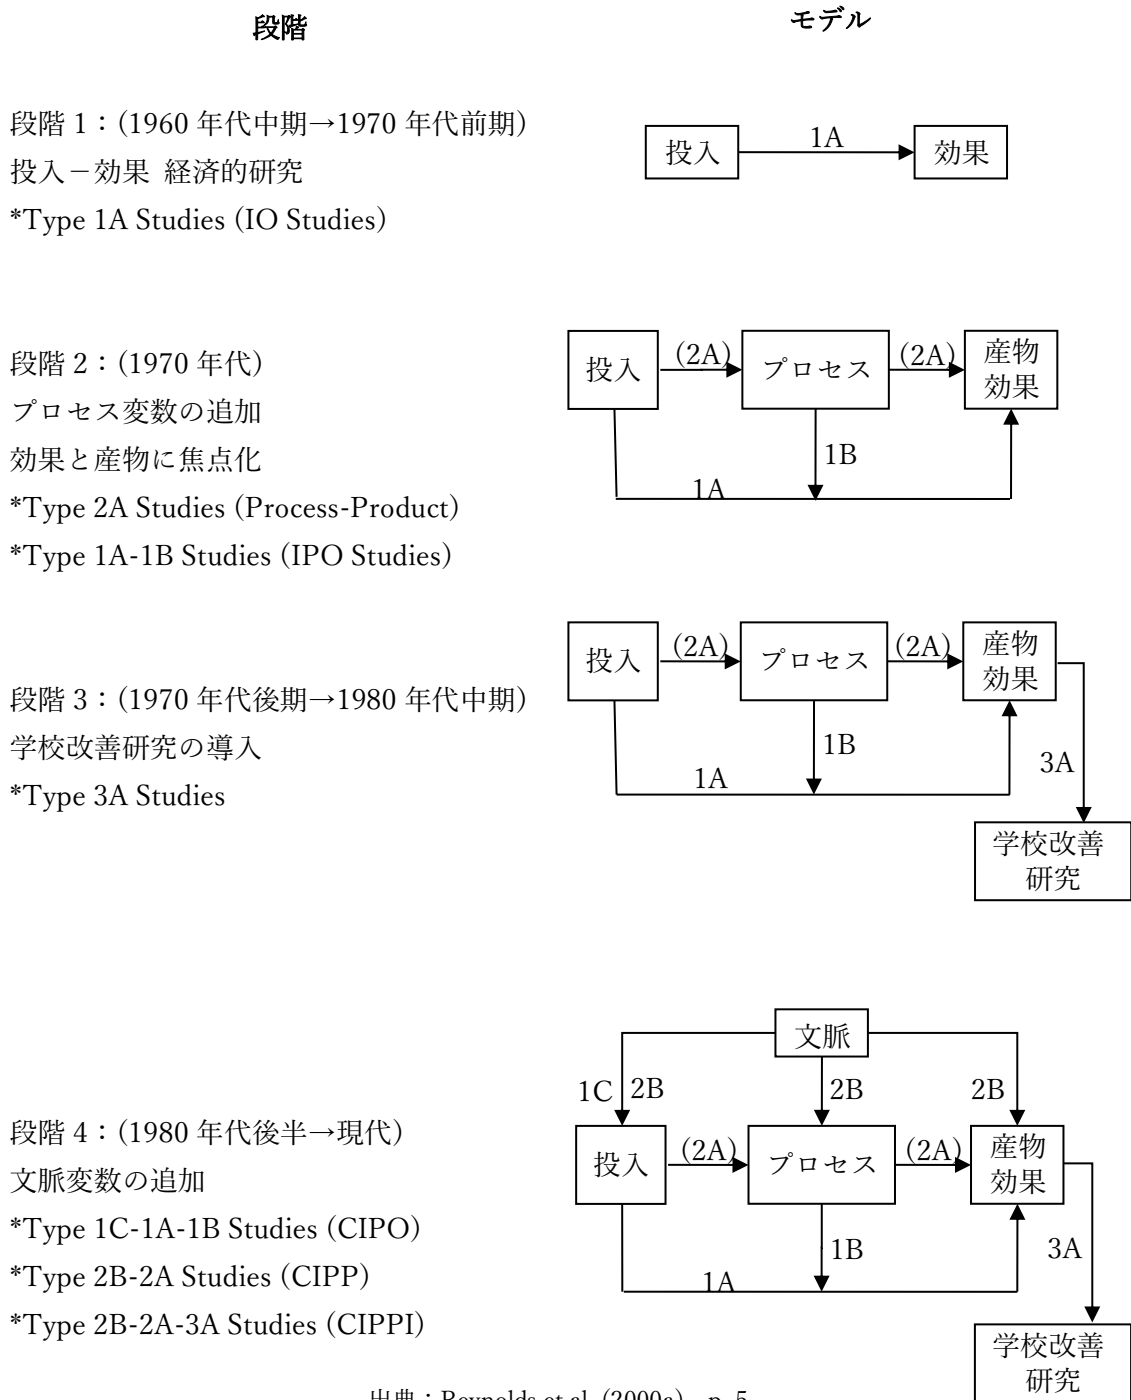 段階
モデル
段階 1：(1960 年代中期→1970 年代前期)
投入－効果 経済的研究
*Type 1A Studies (IO Studies)
投入
1A
効果
段階 2：(1970 年代)
プロセス変数の追加
効果と産物に焦点化
*Type 2A Studies (Process-Product)
*Type 1A-1B Studies (IPO Studies)
投入
(2A)
プロセス
(2A)
産物
効果
1B
1A
段階 3：(1970 年代後期→1980 年代中期)
学校改善研究の導入
*Type 3A Studies
投入
(2A)
プロセス
(2A)
産物
効果
1B
1A
3A
学校改善
研究
段階 4：(1980 年代後半→現代)
文脈変数の追加
*Type 1C-1A-1B Studies (CIPO)
*Type 2B-2A Studies (CIPP)
*Type 2B-2A-3A Studies (CIPPI)
文脈
1C
2B
2B
2B
投入
(2A)
プロセス
(2A)
産物
効果
1B
1A
3A
学校改善
研究
出典：Reynolds et al. (2000a), p. 5